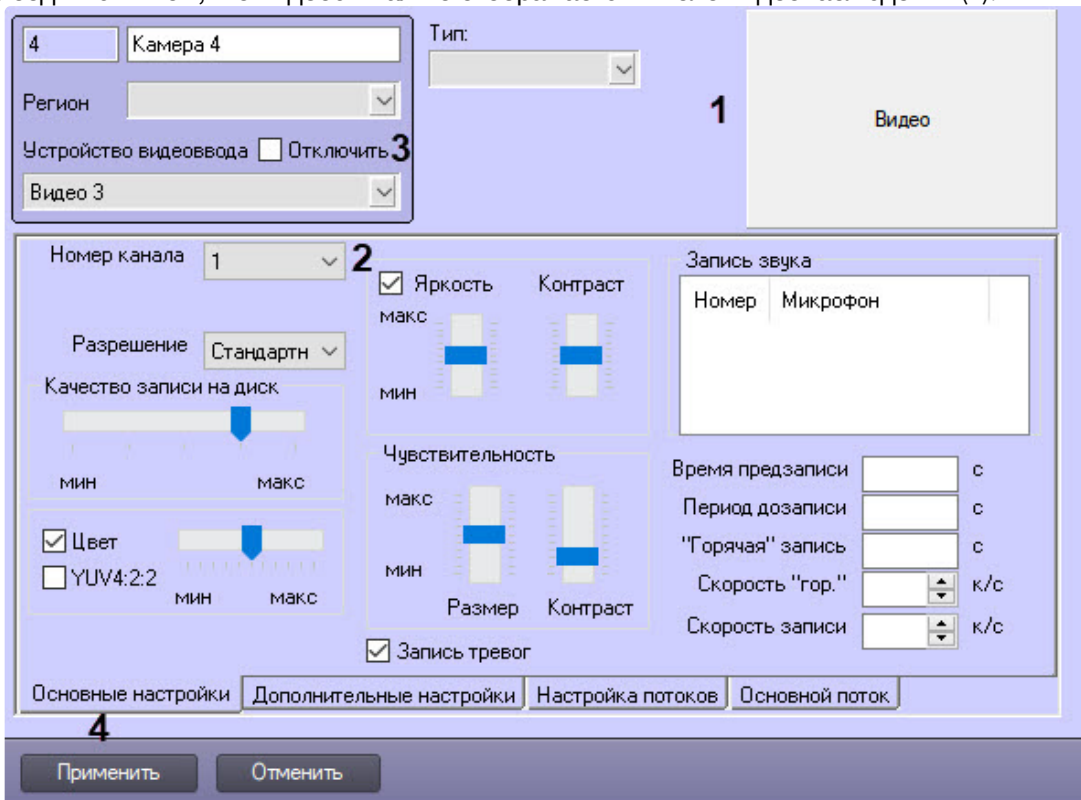 4
Камера 4
Тип:
Регион
Устройство видеоввода Отключить 3
Видео 3
1
Видео
Номер канала 1 2
Разрешение Стандартн
Качество записи на диск
мин макс
Цвет
YUV4:2:2
мин макс
Яркость Контраст
макс
мин
Чувствительность
макс
мин
Размер Контраст
Запись тревог
Запись звука
Номер Микрофон
Время предзаписи с
Период дозаписи с
"Горячая" запись с
Скорость "гор." к/с
Скорость записи к/с
Основные настройки Дополнительные настройки Настройка потоков Основной поток
4
Применить Отменить